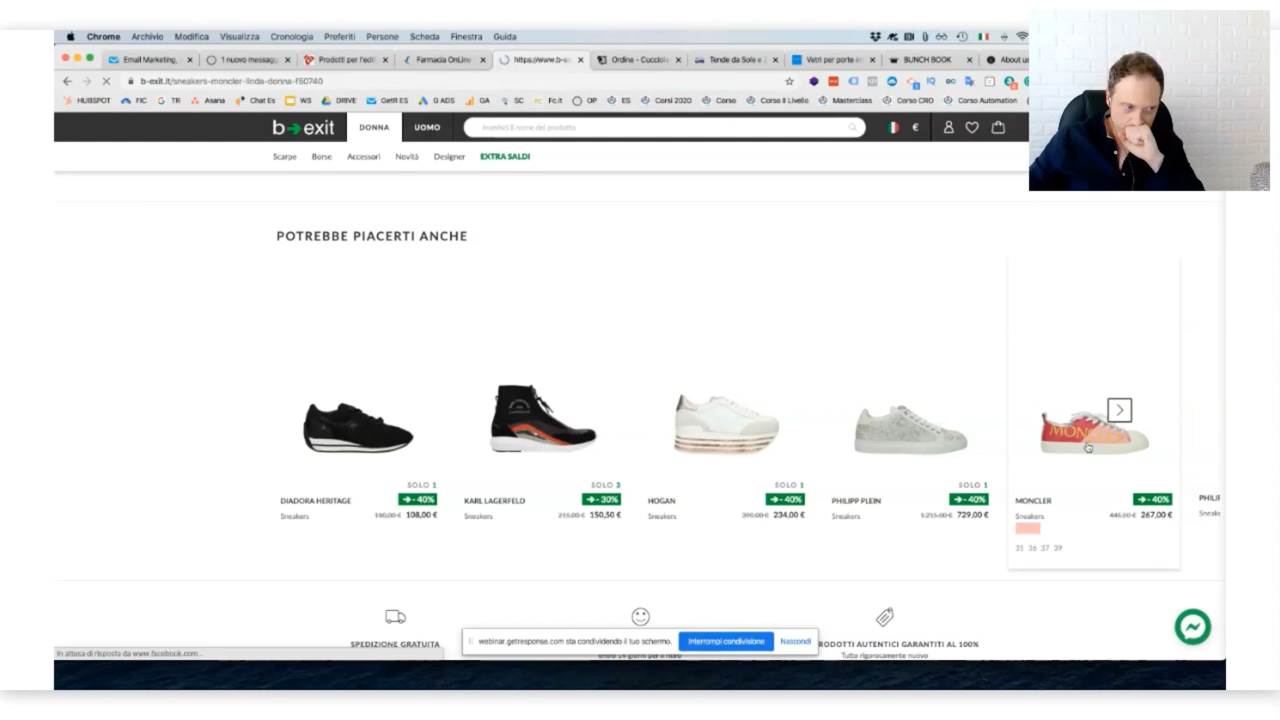 Chrome Archivio Modifica Visualizza Cronologia Preferiti Persone Scheda Finestra Guida
Email Marketing, 1 nuovo messagg Prodotti per l'edil Farmacia OnLine https://www.b-ex Ordine - Cucciolo Tende da Sole e Vetri per porte BUNCH BOOK About u
b-exit.it/sneakers-moncler-linda-donna-f60740
HUBSPOT FIC TR Asana Chat Es WS DRIVE GetR ES G ADS GA SC Fc.it OP ES Corsi 2020 Corso Corso II Livello Masterclass Corso CRO Corso Automation
b exit DONNA UOMO Inserisci il nome del prodotto €
Scarpe Borse Accessori Novità Designer EXTRA SALDI
POTREBBE PIACERTI ANCHE
SOLO 1 SOLO 3 SOLO 1 SOLO 1
DIADORA HERITAGE - 40% KARL LAGERFELD - 30% HOGAN - 40% PHILIPP PLEIN - 40% MONCLER - 40% PHILIP
Sneakers 180,00 € 108,00 € Sneakers 215,00 € 150,50 € Sneakers 390,00 € 234,00 € Sneakers 1.215,00 € 729,00 € Sneakers 445,00 € 267,00 € Sneake
35 36 37 39
SPEDIZIONE GRATUITA PRODOTTI AUTENTICI GARANTITI AL 100%
webinar.getresponse.com sta condividendo il tuo schermo. Interrompi condivisione Nascondi
In attesa di risposta da www.facebook.com...
entro 14 giorni per il reso Tutto rigorosamente nuovo